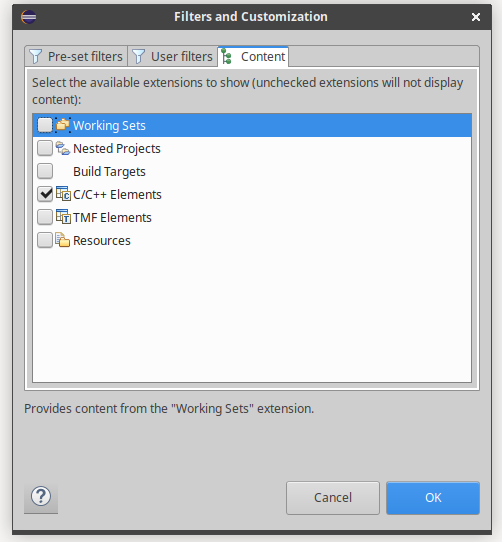 Filters and Customization
Pre-set filters
User filters
Content
Select the available extensions to show (unchecked extensions will not display
content):
Working Sets
Nested Projects
Build Targets
C/C++ Elements
TMF Elements
Resources
Provides content from the "Working Sets" extension.
?
Cancel
OK